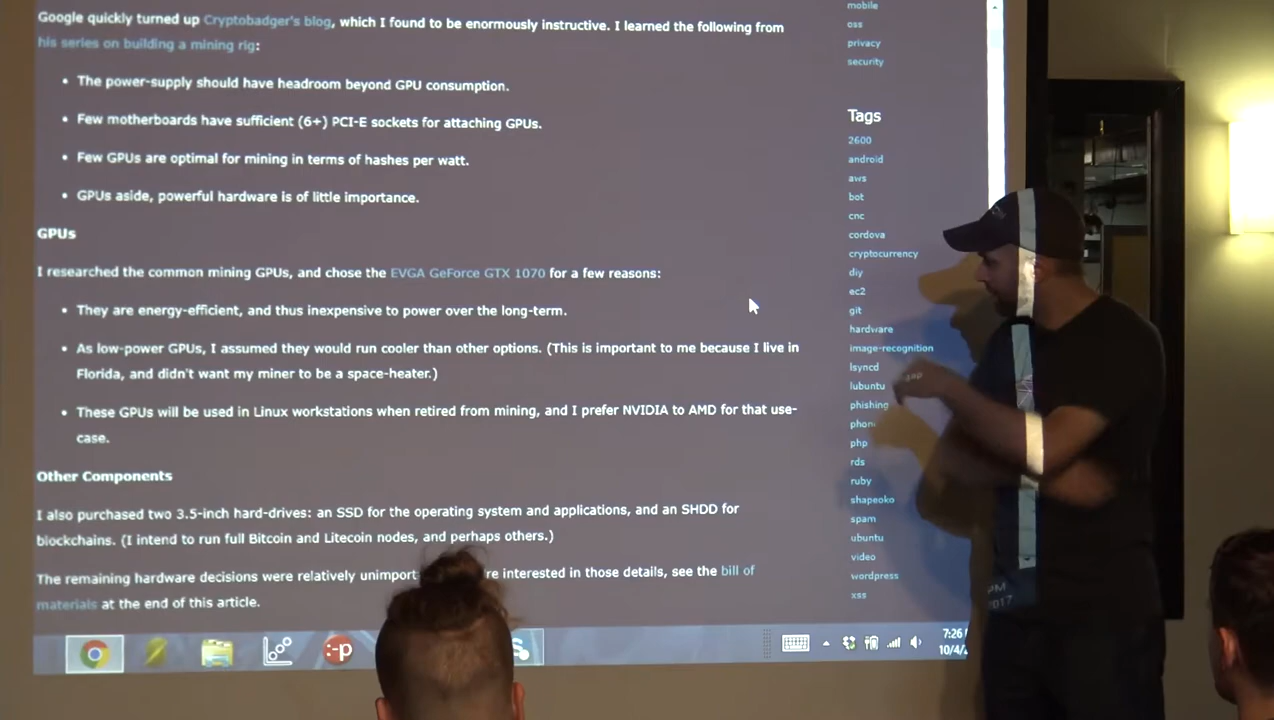 Google quickly turned up Cryptobadger's blog, which I found to be enormously instructive. I learned the following from
his series on building a mining rig:
• The power-supply should have headroom beyond GPU consumption.
• Few motherboards have sufficient (6+) PCI-E sockets for attaching GPUs.
• Few GPUs are optimal for mining in terms of hashes per watt.
• GPUs aside, powerful hardware is of little importance.
GPUs
I researched the common mining GPUs, and chose the EVGA GeForce GTX 1070 for a few reasons:
• They are energy-efficient, and thus inexpensive to power over the long-term.
• As low-power GPUs, I assumed they would run cooler than other options. (This is important to me because I live in
Florida, and didn't want my miner to be a space-heater.)
• These GPUs will be used in Linux workstations when retired from mining, and I prefer NVIDIA to AMD for that use-
case.
Other Components
I also purchased two 3.5-inch hard-drives: an SSD for the operating system and applications, and an SHDD for
blockchains. (I intend to run full Bitcoin and Litecoin nodes, and perhaps others.)
The remaining hardware decisions were relatively unimport re interested in those details, see the bill of
materials at the end of this article.
mobile
oss
privacy
security
Tags
2600
android
aws
bot
cnc
cordova
cryptocurrency
diy
ec2
git
hardware
image-recognition
lsyncd
lubuntu
phishing
phon
php
rds
ruby
shapeoko
spam
ubuntu
video
wordpress
xss
:-p
7:26
10/4/
PM
2017